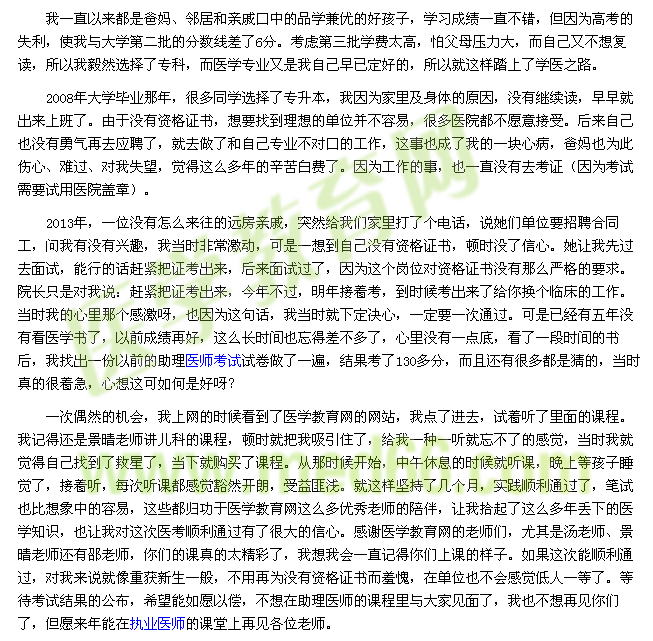 我一直以来都是爸妈、邻居和亲戚口中的品学兼优的好孩子，学习成绩一直不错，但因为高考的
失利，使我与大学第二批的分数线差了6分。考虑第三批学费太高，怕父母压力大，而自己又不想复
读，所以我毅然选择了专科，而医学专业又是我自己早已定好的，所以就这样踏上了学医之路。
2008年大学毕业那年，很多同学选择了专升本，我因为家里及身体的原因，没有继续读，早早就
出来上班了。由于没有资格证书，想要找到理想的单位并不容易，很多医院都不愿意接受。后来自己
也没有勇气再去应聘了，就去做了和自己专业不对口的工作，这事也成了我的一块心病，爸妈也为此
伤心、难过、对我失望，觉得这么多年的辛苦白费了。因为工作的事，也一直没有去考证（因为考试
需要试用医院盖章）。
2013年，一位没有怎么来往的远房亲戚，突然给我们家里打了个电话，说她们单位要招聘合同
工，问我有没有兴趣，我当时非常激动，可是一想到自己没有资格证书，顿时没了信心。她让我先过
去面试，能行的话赶紧把证考出来，后来面试过了，因为这个岗位对资格证书没有那么严格的要求。
院长只是对我说：赶紧把证考出来，今年不过，明年接着考，到时候考出来了给你换个临床的工作。
当时我的心里那个感激呀，也因为这句话，我当时就下定决心，一定要一次通过。可是已经有五年没
有看医学书了，以前成绩再好，这么长时间也忘得差不多了，心里没有一点底，看了一段时间的书
后，我找出一份以前的助理医师考试试卷做了一遍，结果考了130多分，而且还有很多都是猜的，当时
真的很着急，心想这可如何是好呀？
一次偶然的机会，我上网的时候看到了医学教育网的网站，我点了进去，试着听了里面的课程。
我记得还是景晴老师讲儿科的课程，顿时就把我吸引住了，给我一种一听就忘不了的感觉，当时我就
觉得自己找到了救星了，当下就购买了课程。从那时候开始，中午休息的时候就听课，晚上等孩子睡
觉了，接着听，每次听课都感觉豁然开朗，受益匪浅。就这样坚持了几个月，实践顺利通过了，笔试
也比想象中的容易，这些都归功于医学教育网这么多优秀老师的陪伴，让我拾起了这么多年丢下的医
学知识，也让我对这次医考顺利通过有了很大的信心。感谢医学教育网的老师们，尤其是汤老师、景
晴老师还有邵老师，你们的课真的太精彩了，我想我会一直记得你们上课的样子。如果这次能顺利通
过，对我来说就像重获新生一般，不用再为没有资格证书而羞愧，在单位也不会感觉低人一等了。等
待考试结果的公布，希望能如愿以偿，不想在助理医师的课程里与大家见面了，我也不想再见你们
了，但愿来年能在执业医师的课堂上再见各位老师。
医学教育网
www.med66.com